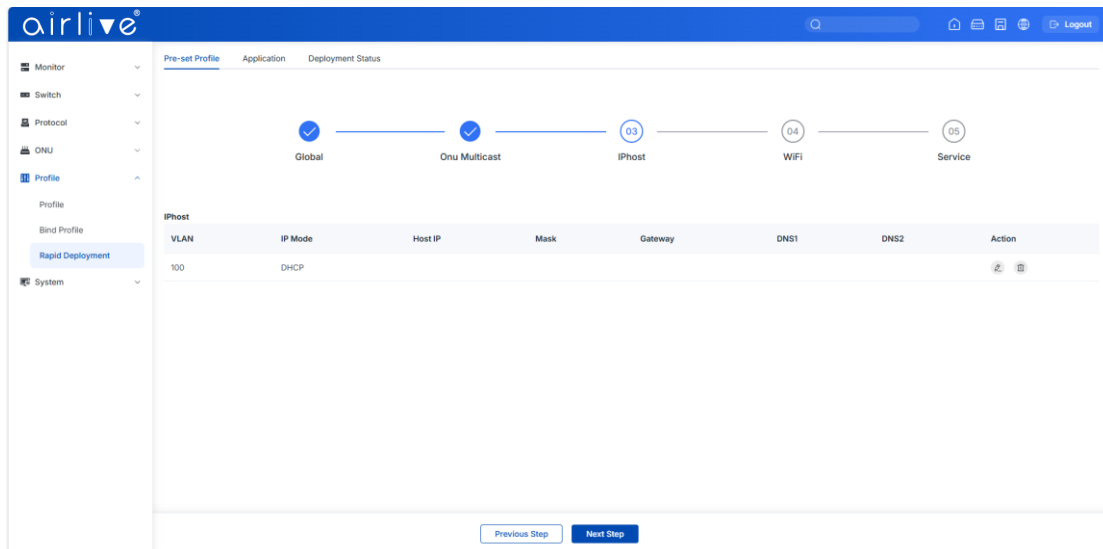 airlive®
Logout
Monitor
Switch
Protocol
ONU
Profile
Profile
Bind Profile
Rapid Deployment
System
Pre-set Profile Application Deployment Status
03 04 05
Global Onu Multicast IPhost WiFi Service
IPhost
VLAN IP Mode Host IP Mask Gateway DNS1 DNS2 Action
100 DHCP
Previous Step Next Step